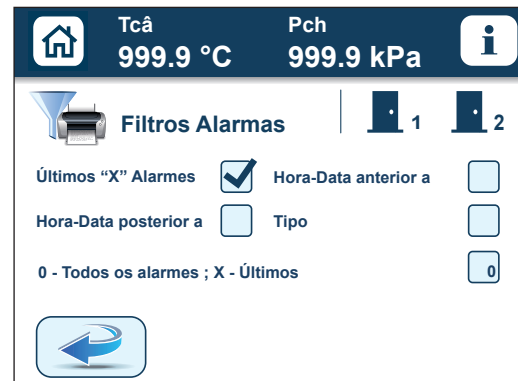 Tcâ Pch
999.9 °C 999.9 kPa
i
Filtros Alarmas 1 2
Últimos “X” Alarmes Hora-Data anterior a
Hora-Data posterior a Tipo
0 - Todos os alarmes ; X - Últimos 0